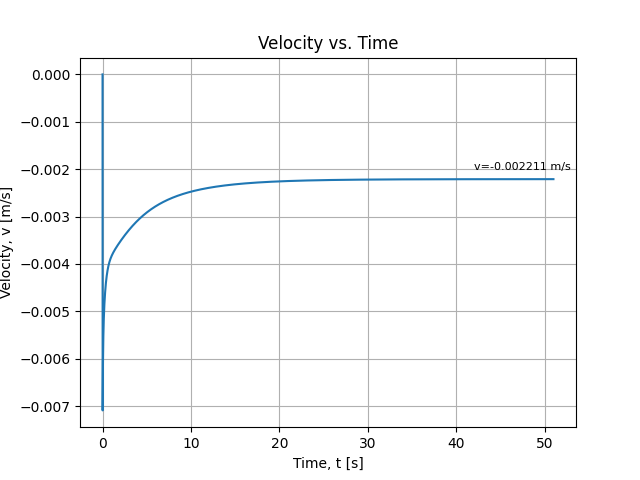 Velocity vs. Time
Velocity, v [m/s]
0.000
−0.001
−0.002
−0.003
−0.004
−0.005
−0.006
−0.007
v=-0.002211 m/s
0 10 20 30 40 50
Time, t [s]